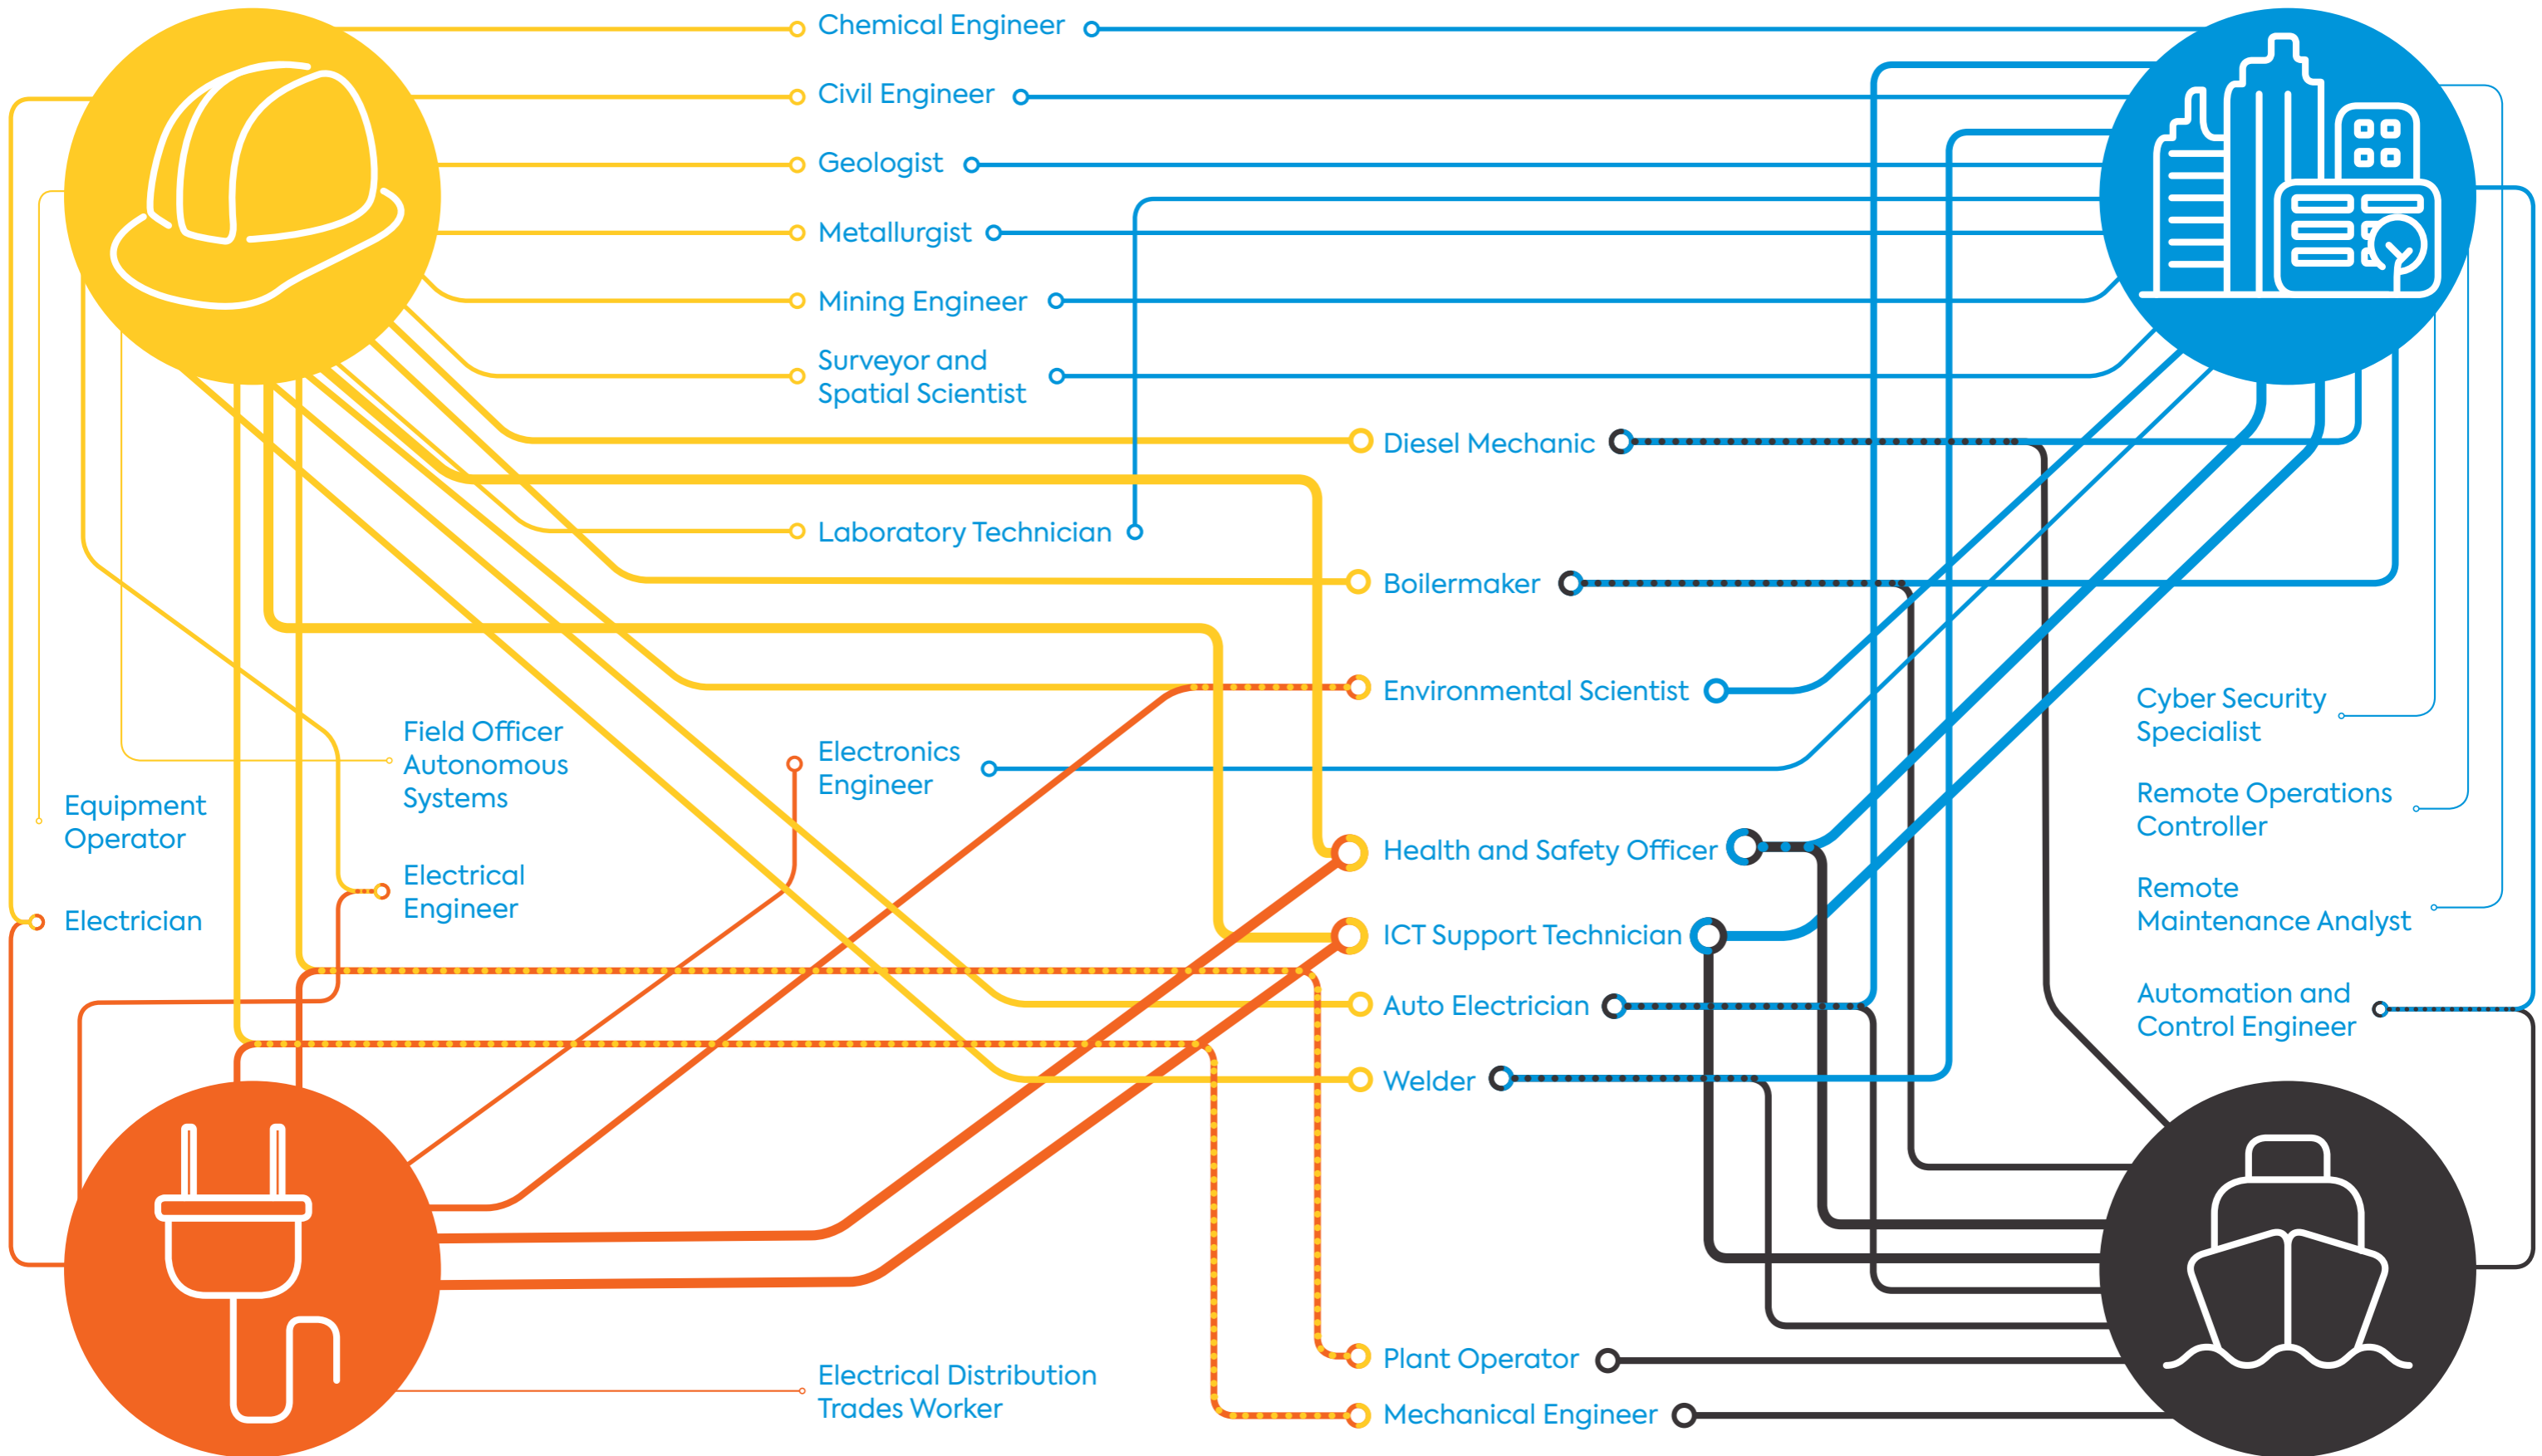 Chemical Engineer
Civil Engineer
Geologist
Metallurgist
Mining Engineer
Surveyor and
Spatial Scientist
Diesel Mechanic
Laboratory Technician
Boilermaker
Environmental Scientist
Cyber Security
Specialist
Field Officer
Autonomous
Systems
Electronics
Engineer
Remote Operations
Controller
Equipment
Operator
Health and Safety Officer
Electrical
Engineer
Remote
Maintenance Analyst
Electrician
ICT Support Technician
Auto Electrician
Automation and
Control Engineer
Welder
Plant Operator
Electrical Distribution
Trades Worker
Mechanical Engineer